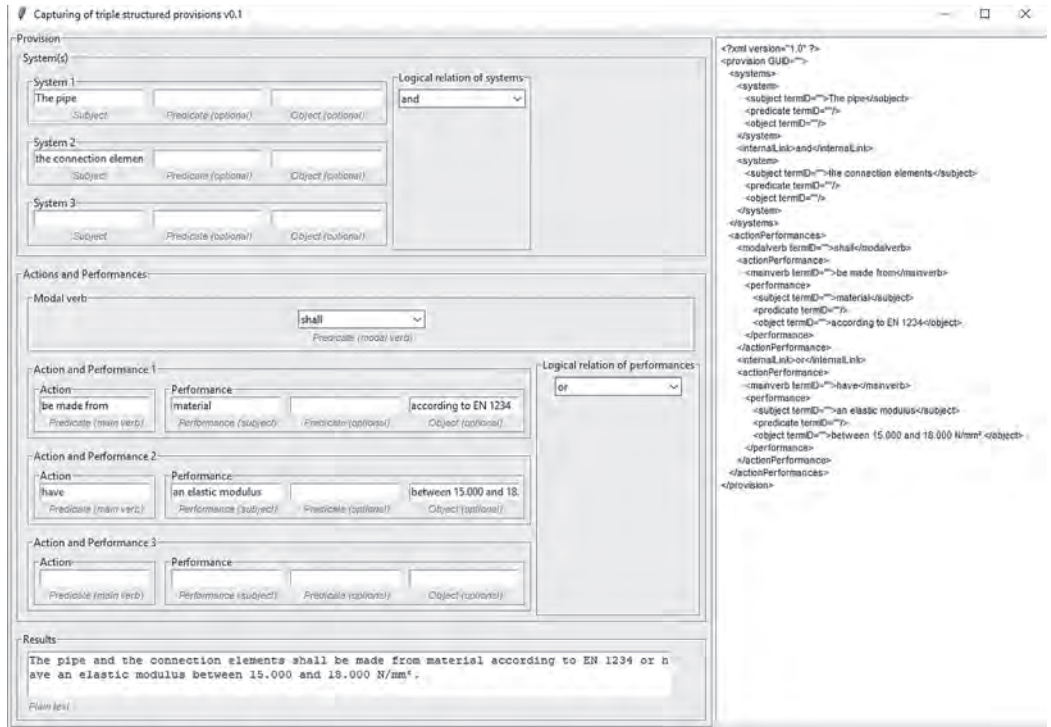 Capturing of triple structured provisions v0.1
Provision
System(s)
System 1
The pipe
Subject Predicate (optional) Object (optional)
Logical relation of systems
and
System 2
the connection elemen
Subject Predicate (optional) Object (optional)
System 3
Subject Predicate (optional) Object (optional)
Actions and Performances
Modal verb
shall
Predicate (modal verb)
Action and Performance 1
Action Performance
be made from material according to EN 1234
Predicate (main verb) Performance (subject) Predicate (optional) Object (optional)
Logical relation of performances
or
Action and Performance 2
Action Performance
have an elastic modulus between 15.000 and 18.
Predicate (main verb) Performance (subject) Predicate (optional) Object (optional)
Action and Performance 3
Action Performance
Predicate (main verb) Performance (subject) Predicate (optional) Object (optional)
Results
The pipe and the connection elements shall be made from material according to EN 1234 or h
ave an elastic modulus between 15.000 and 18.000 N/mm².
Plain text
<?xml version="1.0" ?>
<provision GUID="">
<systems>
<system>
<subject termID="">The pipe</subject>
<predicate termID=""/>
<object termID=""/>
</system>
<internalLink>and</internalLink>
<system>
<subject termID="">the connection elements</subject>
<predicate termID=""/>
<object termID=""/>
</system>
</systems>
<actionPerformances>
<modalverb termID="">shall</modalverb>
<actionPerformance>
<mainverb termID="">be made from</mainverb>
<performance>
<subject termID="">material</subject>
<predicate termID=""/>
<object termID="">according to EN 1234</object>
</performance>
</actionPerformance>
<internalLink>or</internalLink>
<actionPerformance>
<mainverb termID="">have</mainverb>
<performance>
<subject termID="">an elastic modulus</subject>
<predicate termID=""/>
<object termID="">between 15.000 and 18.000 N/mm².</object>
</performance>
</actionPerformance>
</actionPerformances>
</provision>